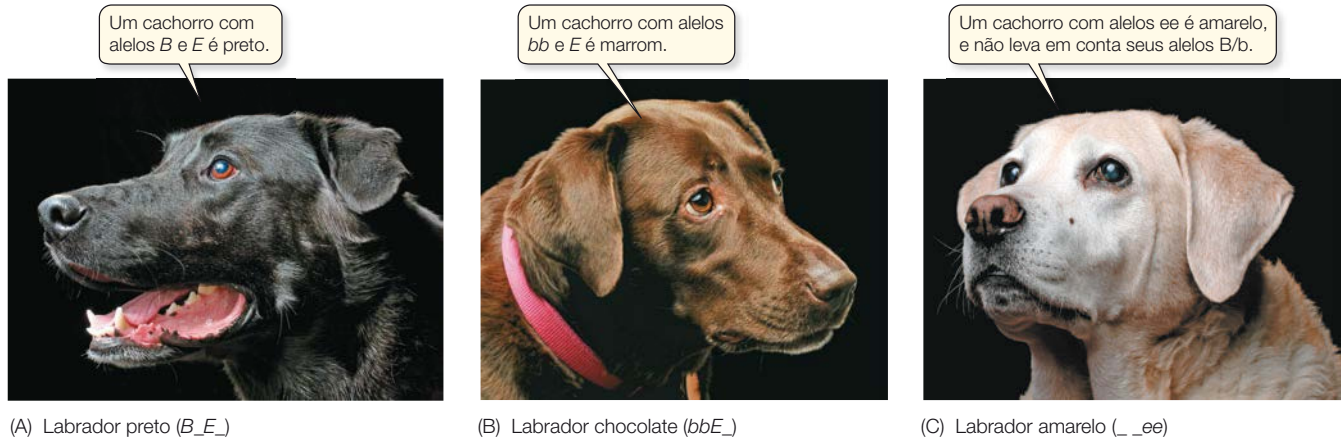 Um cachorro com
alelos B e E é preto.
Um cachorro com alelos
bb e E é marrom.
Um cachorro com alelos ee é amarelo,
e não leva em conta seus alelos B/b.
(A) Labrador preto (B_E_)
(B) Labrador chocolate (bbE_)
(C) Labrador amarelo (_ _ee)